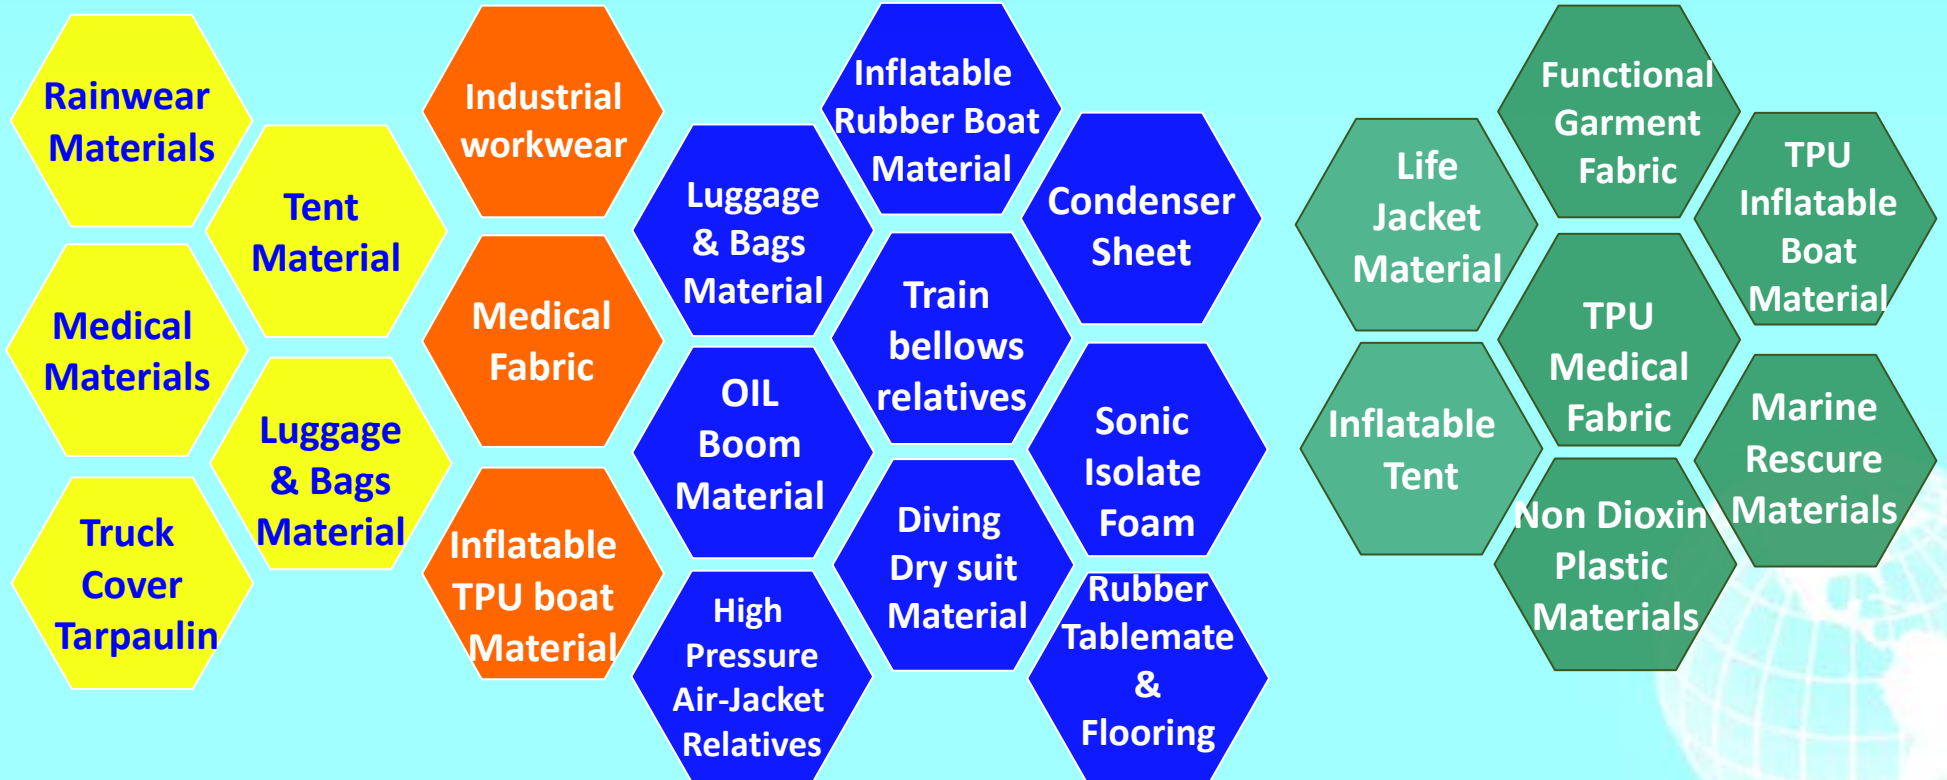 Rainwear
Materials
Tent
Material
Medical
Materials
Luggage
& Bags
Material
Truck
Cover
Tarpaulin
Industrial
workwear
Medical
Fabric
Inflatable
TPU boat
Material
Inflatable
Rubber Boat
Material
Luggage
& Bags
Material
Condenser
Sheet
Train
bellows
relatives
OIL
Boom
Material
Sonic
Isolate
Foam
Diving
Dry suit
Material
High
Pressure
Air-Jacket
Relatives
Rubber
Tablemate
&
Flooring
Functional
Garment
Fabric
Life
Jacket
Material
TPU
Inflatable
Boat
Material
TPU
Medical
Fabric
Inflatable
Tent
Marine
Rescure
Materials
Non Dioxin
Plastic
Materials